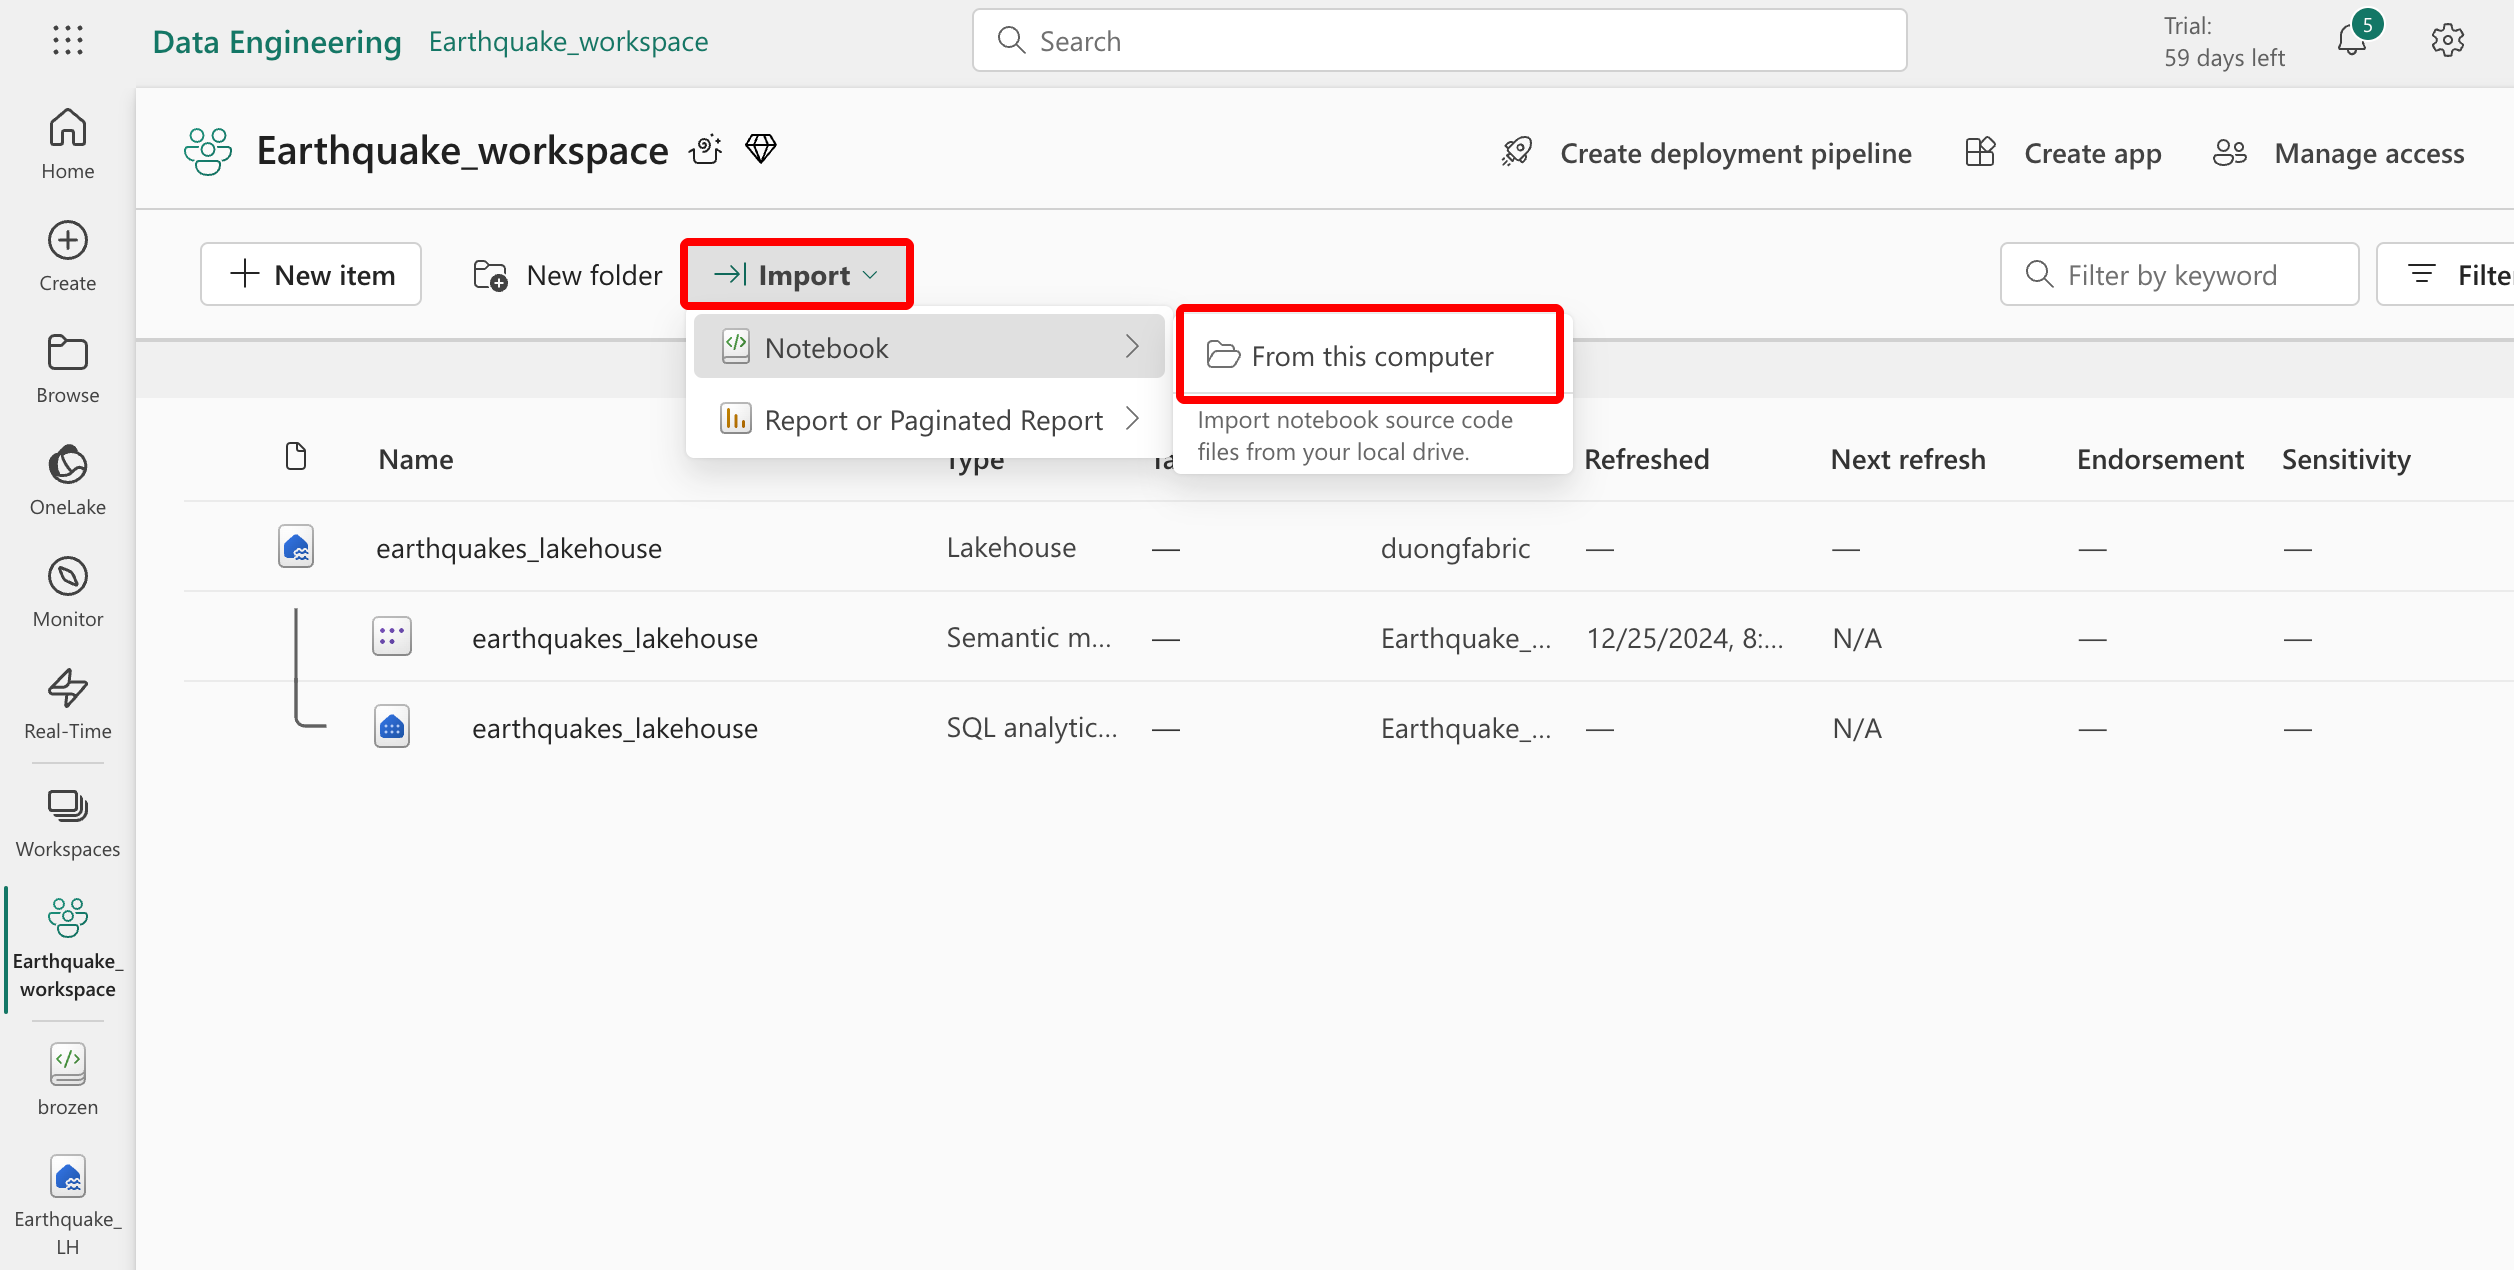 Data Engineering Earthquake_workspace
Search
Trial:
59 days left
5
Home
Create
Browse
OneLake
Monitor
Real-Time
Workspaces
Earthquake_
workspace
brozen
Earthquake_
LH
Earthquake_workspace
Create deployment pipeline
Create app
Manage access
New item
New folder
Import
Filter by keyword
Filte
Notebook
Report or Paginated Report
From this computer
Import notebook source code
files from your local drive.
Name Type Refreshed Next refresh Endorsement Sensitivity
earthquakes_lakehouse Lakehouse — duongfabric — — — —
earthquakes_lakehouse Semantic m... — Earthquake_... 12/25/2024, 8:... N/A — —
earthquakes_lakehouse SQL analytic... — Earthquake_... — N/A — —